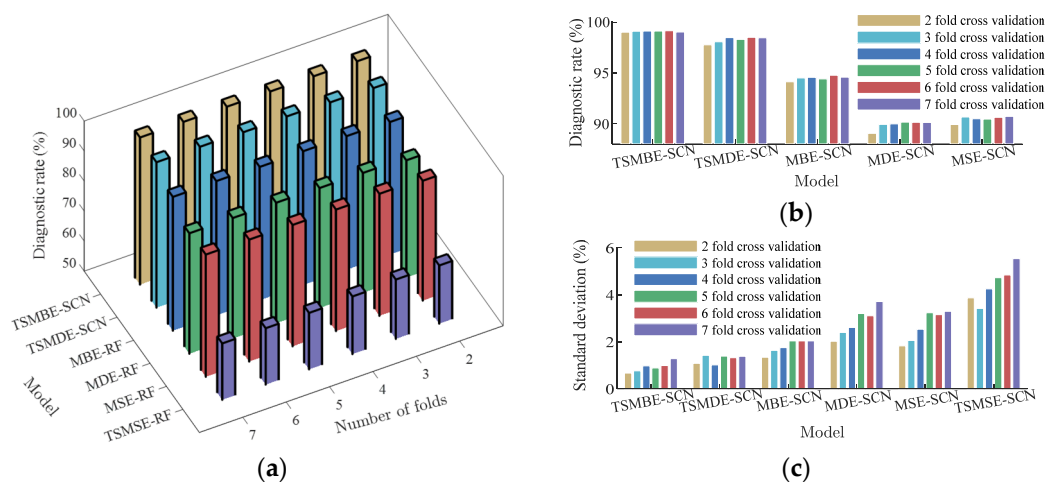 100
90
80
70
60
50
Diagnostic rate (%)
TSMBE-SCN
TSMDE-SCN
MBE-RF
MDE-RF
MSE-RF
TSMSE-RF
Model
7
6
5
4
3
2
Number of folds
(a)
100
95
90
Diagnostic rate (%)
2 fold cross validation
3 fold cross validation
4 fold cross validation
5 fold cross validation
6 fold cross validation
7 fold cross validation
TSMBE-SCN
TSMDE-SCN
MBE-SCN
MDE-SCN
MSE-SCN
Model
(b)
6
4
2
0
Standard deviation (%)
2 fold cross validation
3 fold cross validation
4 fold cross validation
5 fold cross validation
6 fold cross validation
7 fold cross validation
TSMBE-SCN
TSMDE-SCN
MBE-SCN
MDE-SCN
MSE-SCN
TSMSE-SCN
Model
(c)